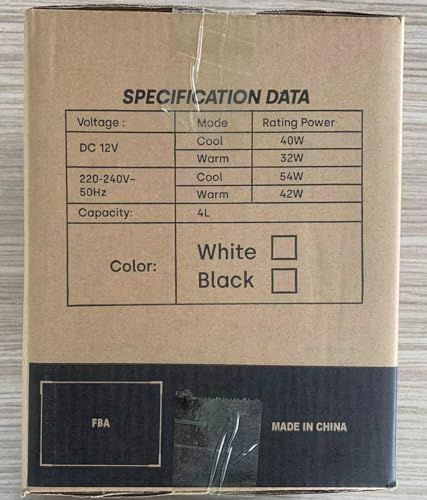 SPECIFICATION DATA
Voltage : Mode Rating Power
DC 12V Cool 40W
Warm 32W
220-240V~ 50Hz Cool 54W
Warm 42W
Capacity: 4L
Color: White
Black
FBA
MADE IN CHINA